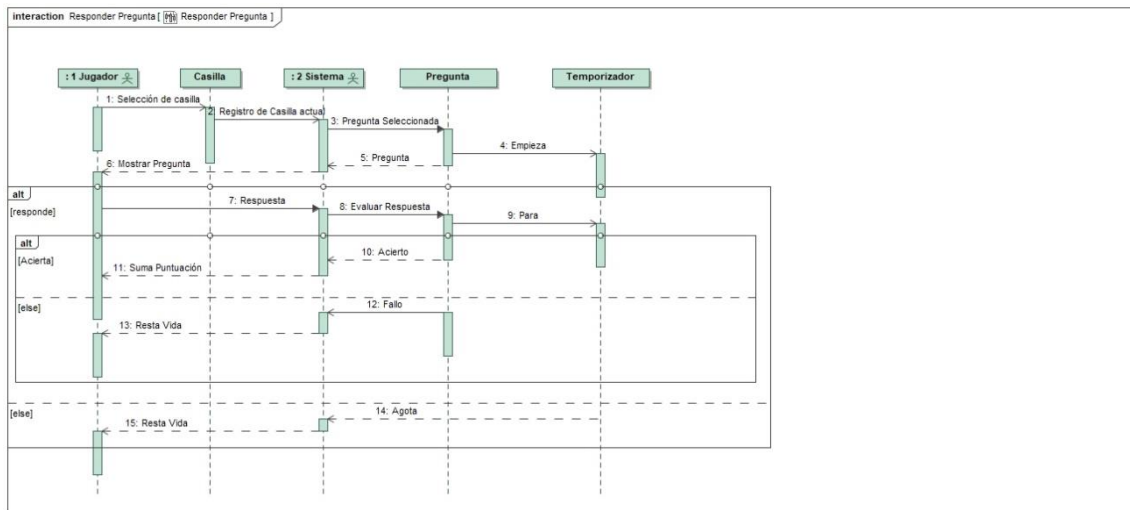 interaction Responder Pregunta [ Responder Pregunta ]
: 1 Jugador
Casilla
: 2 Sistema
Pregunta
Temporizador
1: Selección de casilla
2: Registro de Casilla actual
3: Pregunta Seleccionada
4: Empieza
5: Pregunta
6: Mostrar Pregunta
alt
[responde]
7: Respuesta
8: Evaluar Respuesta
9: Para
alt
[Acierta]
10: Acierto
11: Suma Puntuación
[else]
12: Fallo
13: Resta Vida
[else]
14: Agota
15: Resta Vida